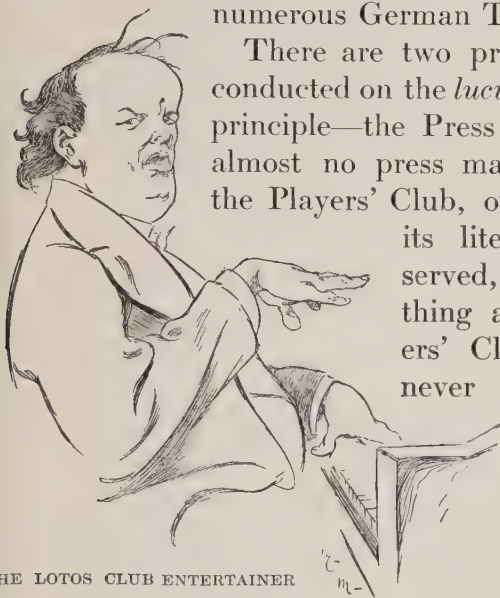 numerous German T
There are two pr
conducted on the luci
principle—the Press
almost no press ma
the Players' Club, o
its lite
served,
thing a
ers' Cl
never
HE LOTOS CLUB ENTERTAINER